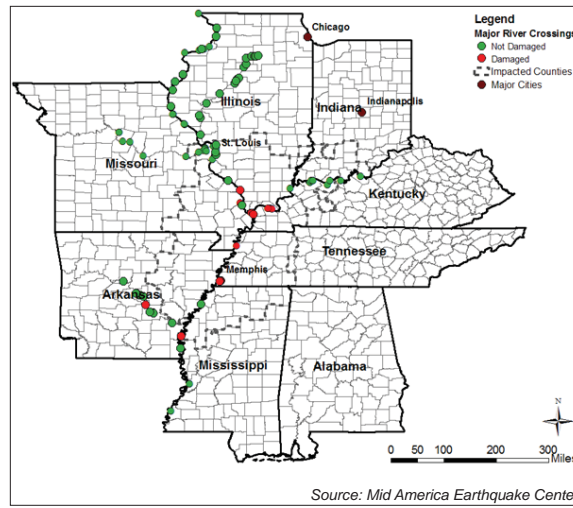 Chicago
Legend
Major River Crossings
Not Damaged
Damaged
Impacted Counties
Major Cities
Illinois
Indiana
Indianapolis
St. Louis
Missouri
Kentucky
Tennessee
Memphis
Arkansas
Mississippi
Alabama
N
0 50 100 200 300
Miles
Source: Mid America Earthquake Cente